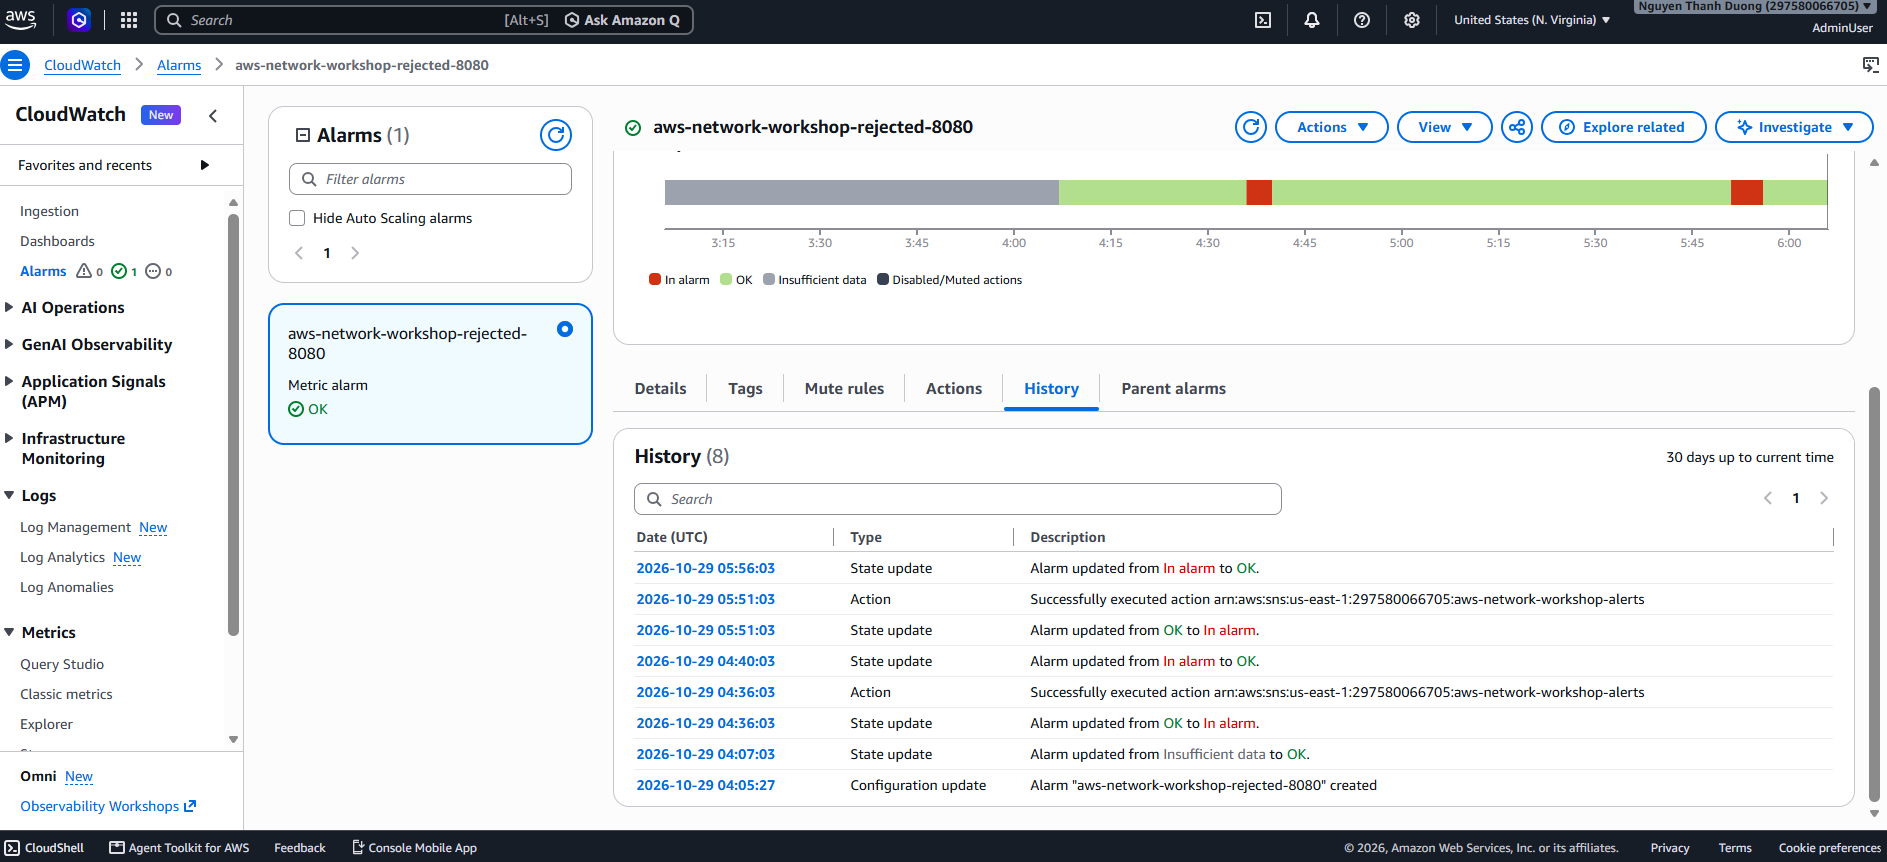 aws
Search [Alt+S] Ask Amazon Q
United States (N. Virginia)
Nguyen Thanh Duong (297580066705)
AdminUser
CloudWatch > Alarms > aws-network-workshop-rejected-8080
CloudWatch New
Favorites and recents
Ingestion
Dashboards
Alarms 0 1 0
AI Operations
GenAI Observability
Application Signals
(APM)
Infrastructure
Monitoring
Logs
Log Management New
Log Analytics New
Log Anomalies
Metrics
Query Studio
Classic metrics
Explorer
Omni New
Observability Workshops
Alarms (1)
Filter alarms
Hide Auto Scaling alarms
1
aws-network-workshop-rejected-
8080
Metric alarm
OK
aws-network-workshop-rejected-8080
Actions View Explore related Investigate
3:15 3:30 3:45 4:00 4:15 4:30 4:45 5:00 5:15 5:30 5:45 6:00
In alarm OK Insufficient data Disabled/Muted actions
Details Tags Mute rules Actions History Parent alarms
History (8)
30 days up to current time
Search
1
Date (UTC) Type Description
2026-10-29 05:56:03 State update Alarm updated from In alarm to OK.
2026-10-29 05:51:03 Action Successfully executed action arn:aws:sns:us-east-1:297580066705:aws-network-workshop-alerts
2026-10-29 05:51:03 State update Alarm updated from OK to In alarm.
2026-10-29 04:40:03 State update Alarm updated from In alarm to OK.
2026-10-29 04:36:03 Action Successfully executed action arn:aws:sns:us-east-1:297580066705:aws-network-workshop-alerts
2026-10-29 04:36:03 State update Alarm updated from OK to In alarm.
2026-10-29 04:07:03 State update Alarm updated from Insufficient data to OK.
2026-10-29 04:05:27 Configuration update Alarm "aws-network-workshop-rejected-8080" created
CloudShell Agent Toolkit for AWS Feedback Console Mobile App
© 2026, Amazon Web Services, Inc. or its affiliates. Privacy Terms Cookie preferences